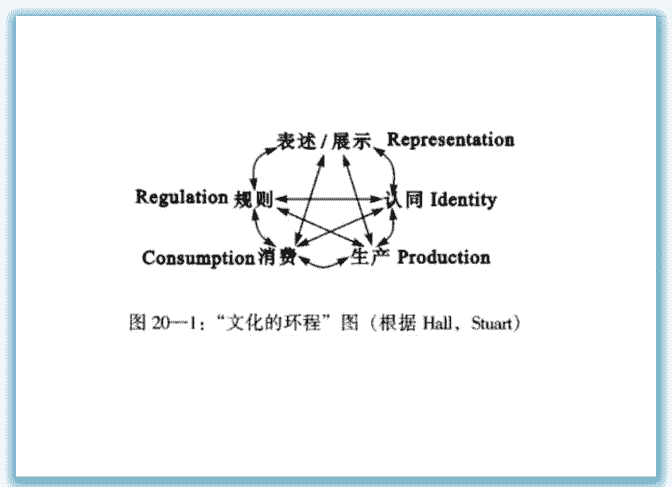 表述/展示 Representation
Regulation 规则 认同 Identity
Consumption 消费 生产 Production
图 20—1：“文化的环程”图（根据 Hall，Stuart）